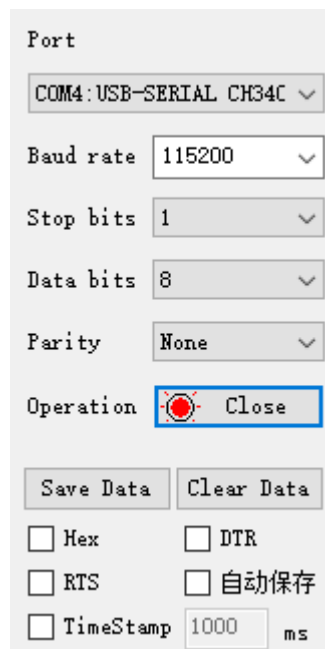 Port
COM4:USB-SERIAL CH340
Baud rate 115200
Stop bits 1
Data bits 8
Parity None
Operation Close
Save Data Clear Data
Hex DTR
RTS 自动保存
TimeStamp 1000 ms